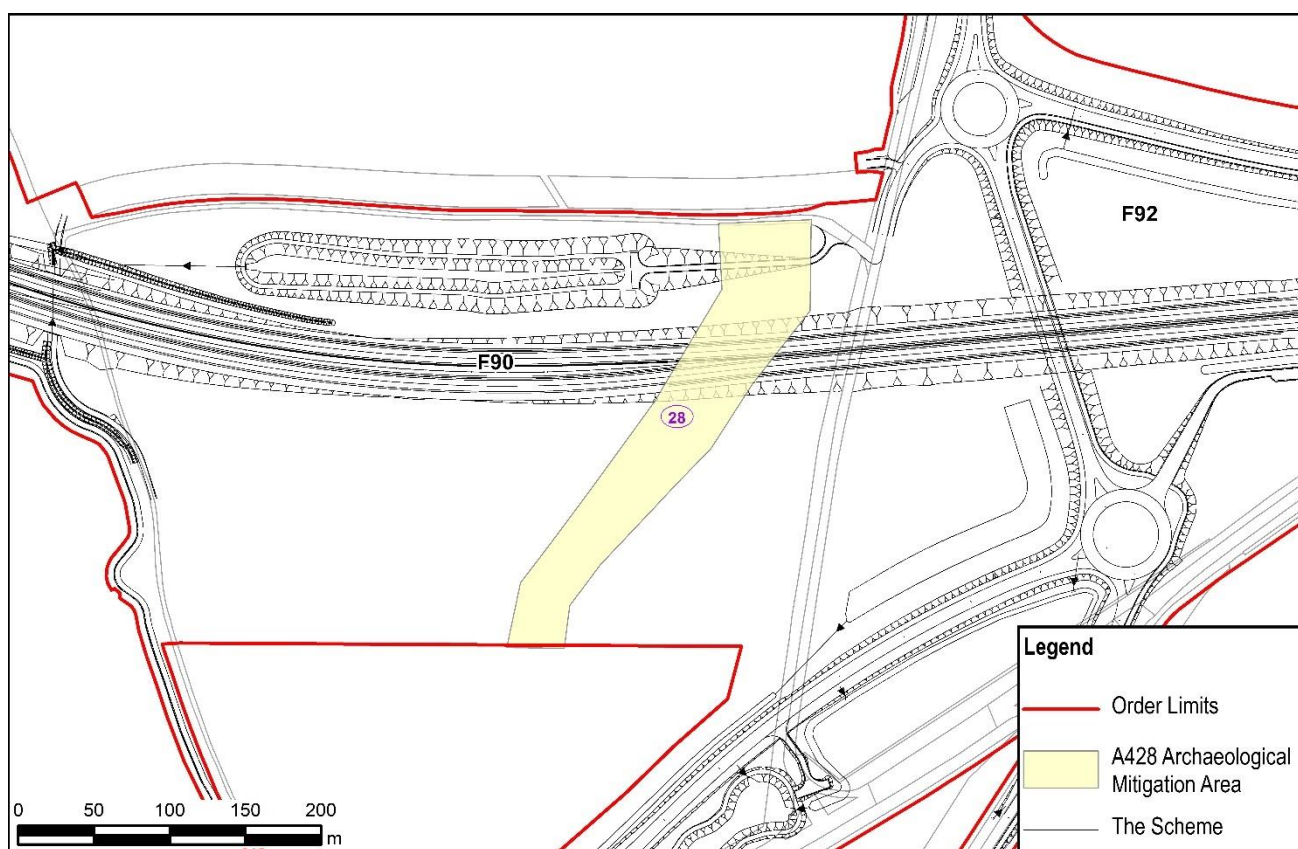 F92
F90
28
Legend
Order Limits
A428 Archaeological
Mitigation Area
The Scheme
0 50 100 150 200
m